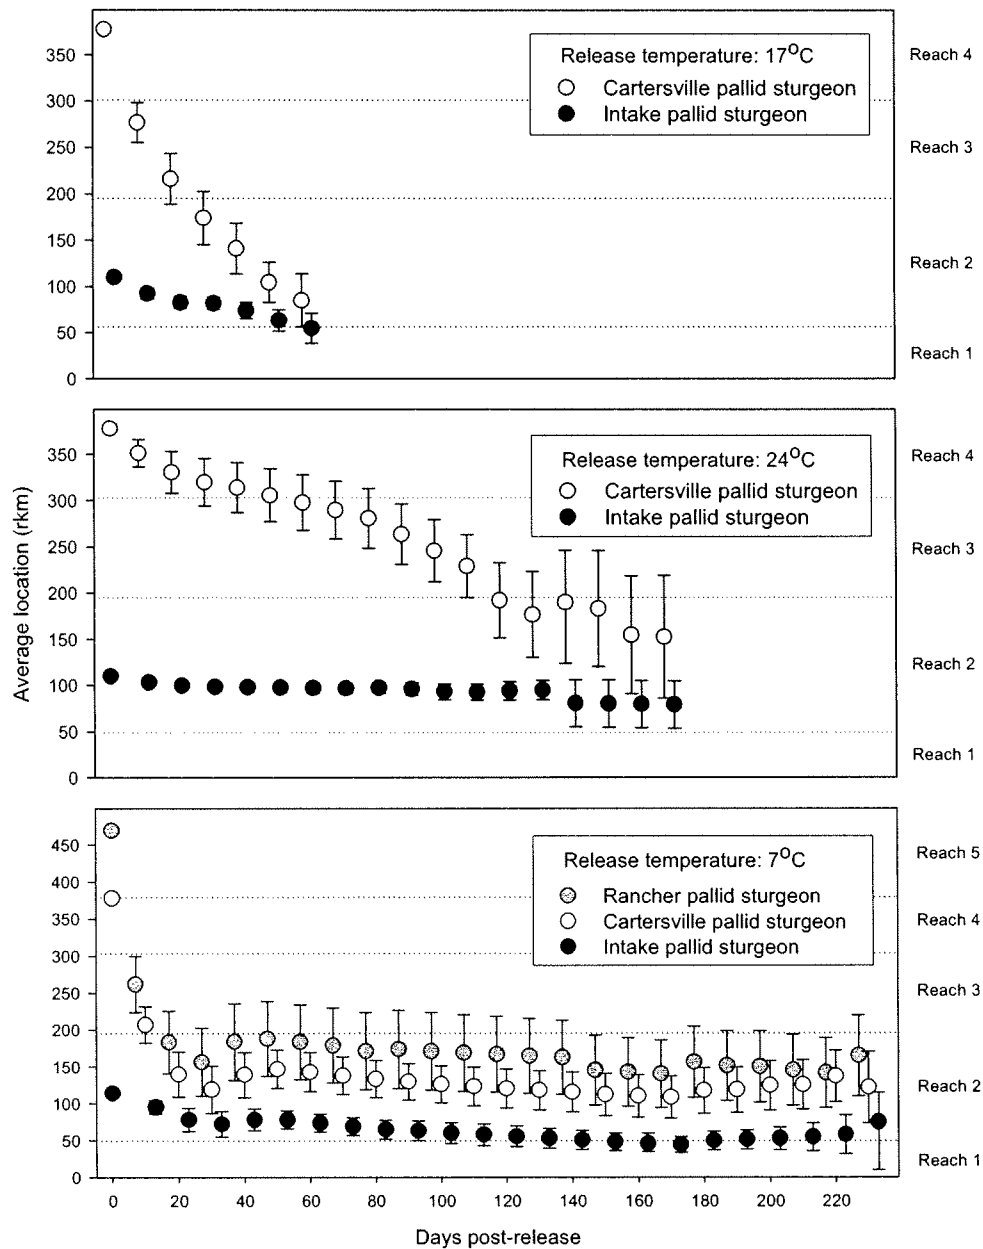 Release temperature: 17°C
Cartersville pallid sturgeon
Intake pallid sturgeon
350
300
250
200
150
100
50
0
Reach 4
Reach 3
Reach 2
Reach 1
Release temperature: 24°C
Cartersville pallid sturgeon
Intake pallid sturgeon
350
300
250
200
150
100
50
0
Reach 4
Reach 3
Reach 2
Reach 1
Average location (rkm)
Release temperature: 7°C
Rancher pallid sturgeon
Cartersville pallid sturgeon
Intake pallid sturgeon
450
400
350
300
250
200
150
100
50
0
Reach 5
Reach 4
Reach 3
Reach 2
Reach 1
0 20 40 60 80 100 120 140 160 180 200 220
Days post-release